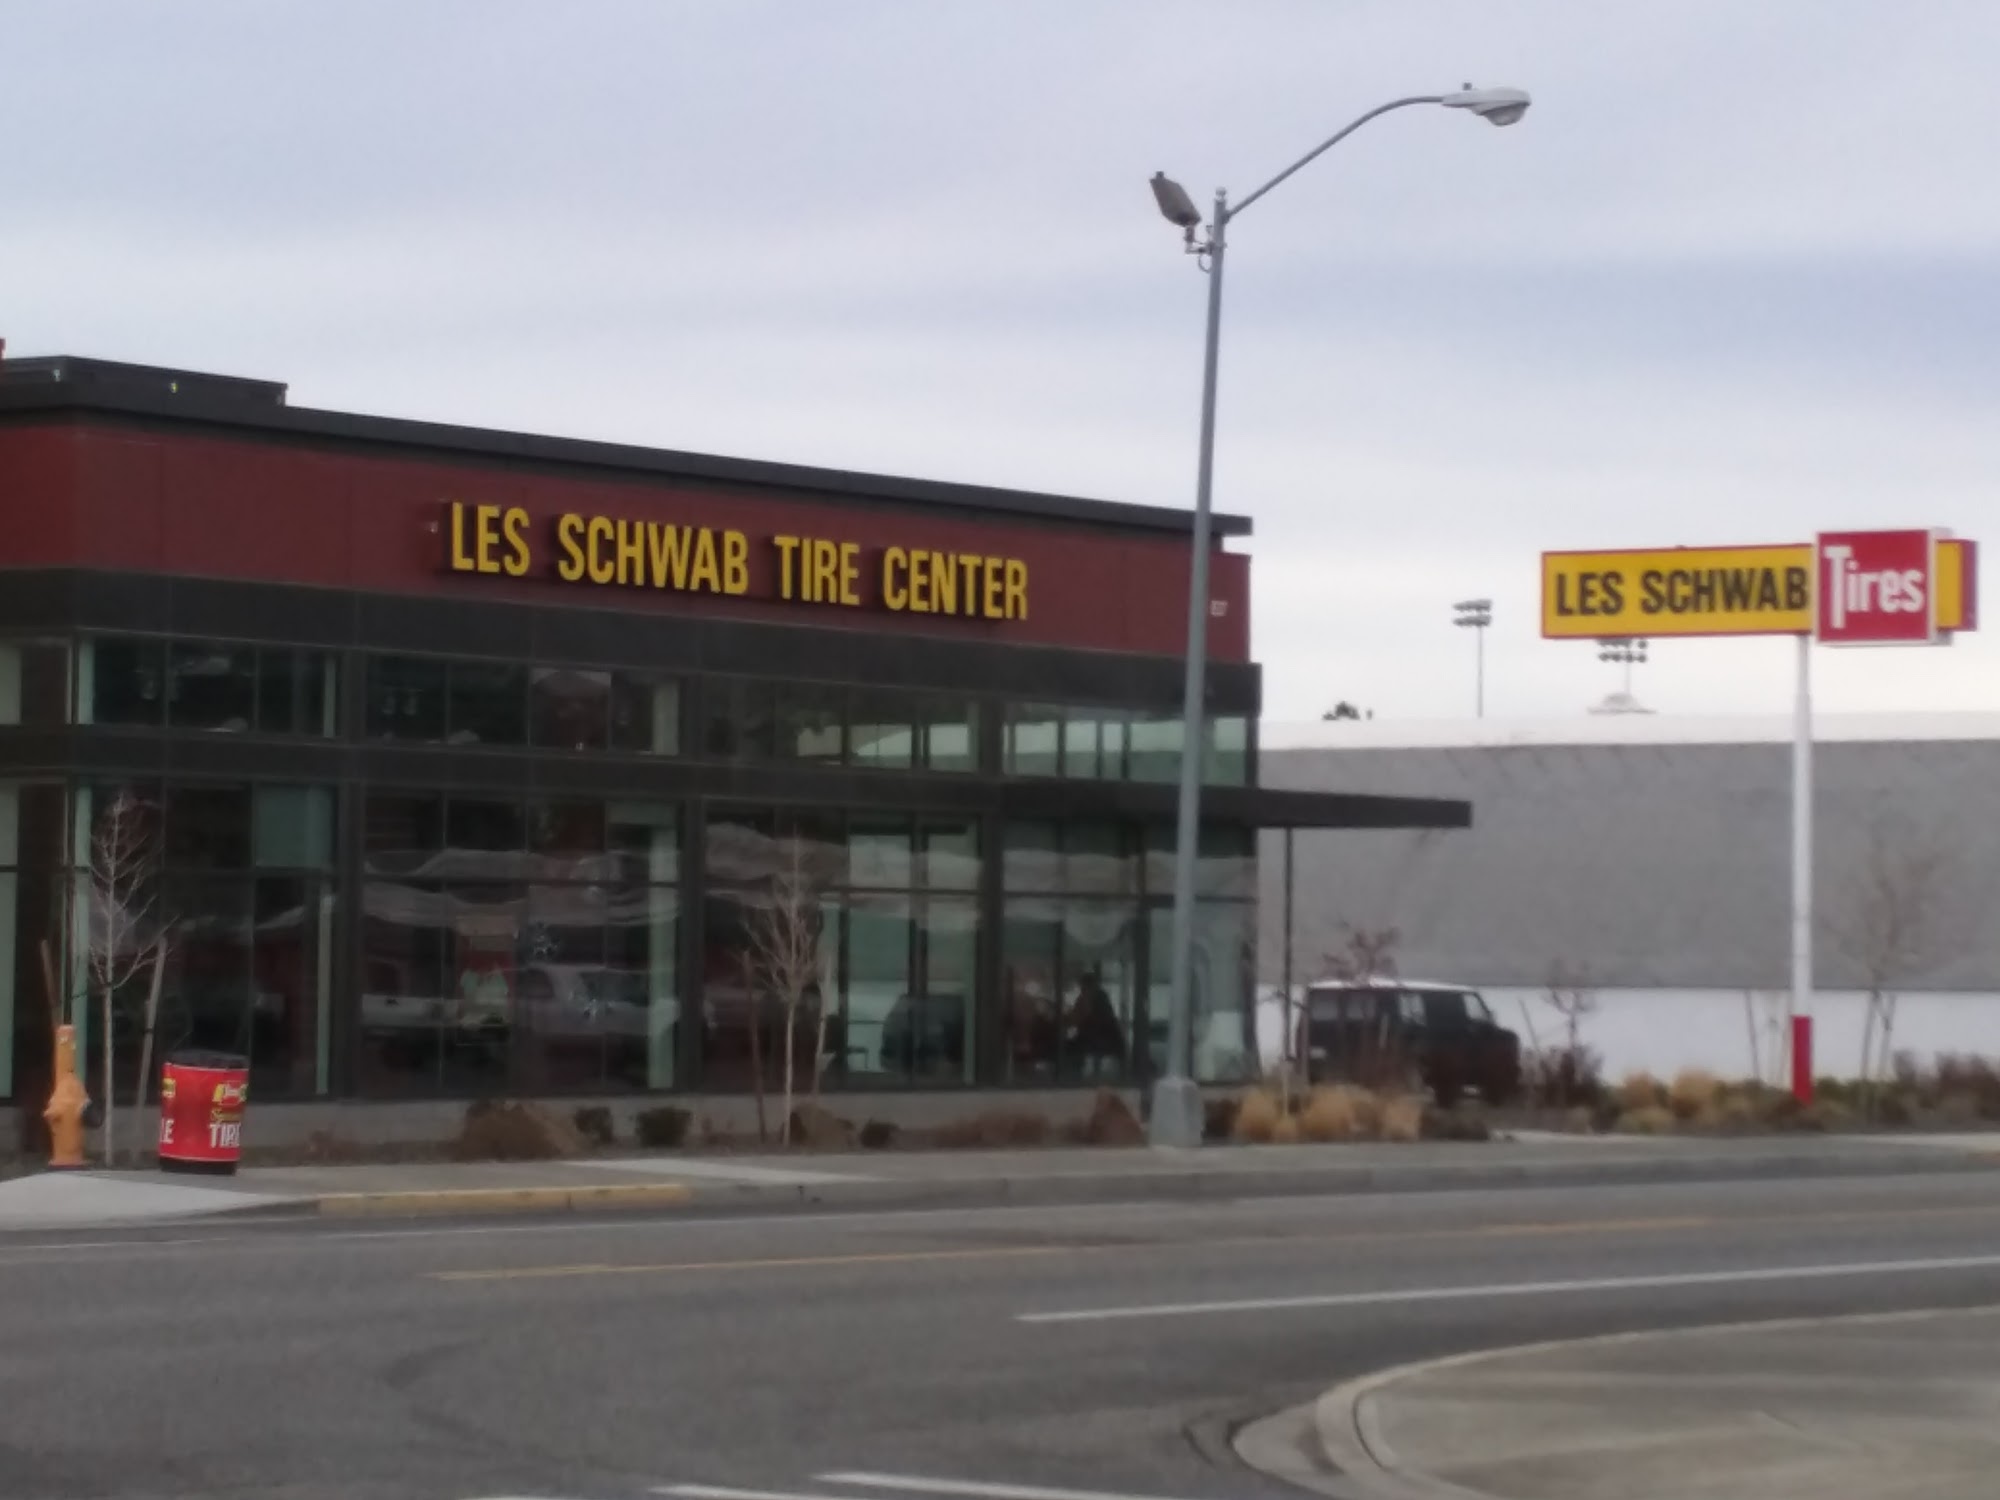 LES SCHWAB TIRE CENTER
LES SCHWAB Tires
TIRE